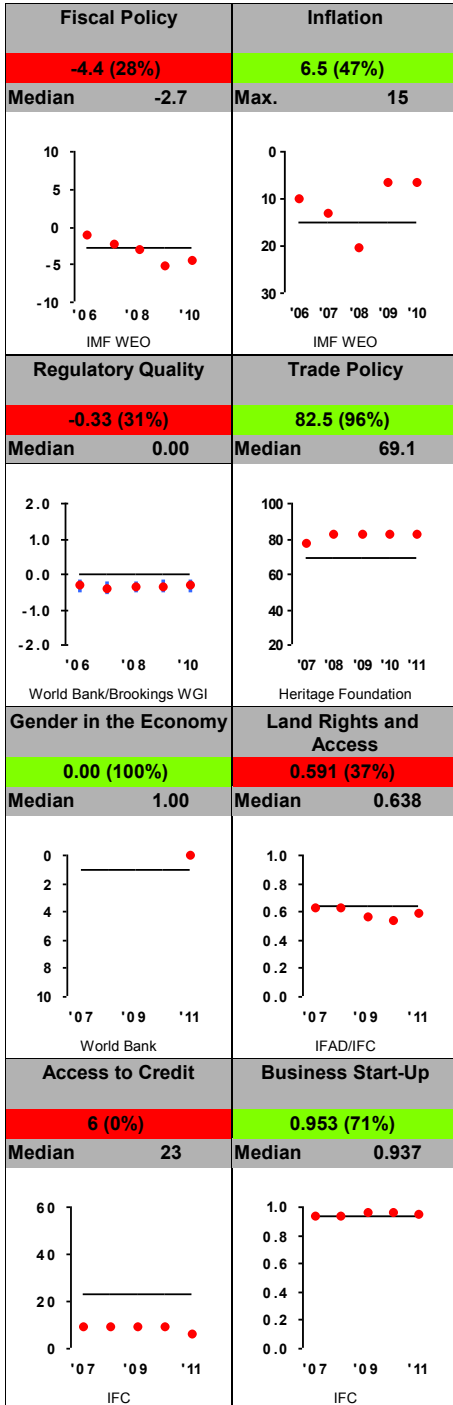 Fiscal Policy
-4.4 (28%)
Median -2.7
10
5
0
-5
-10
'06 '08 '10
IMF WEO
Inflation
6.5 (47%)
Max. 15
0
10
20
30
'06 '07 '08 '09 '10
IMF WEO
Regulatory Quality
-0.33 (31%)
Median 0.00
2.0
1.0
0.0
-1.0
-2.0
'06 '08 '10
World Bank/Brookings WGI
Trade Policy
82.5 (96%)
Median 69.1
100
80
60
40
20
'07 '08 '09 '10 '11
Heritage Foundation
Gender in the Economy
0.00 (100%)
Median 1.00
0
2
4
6
8
10
'07 '09 '11
World Bank
Land Rights and
Access
0.591 (37%)
Median 0.638
1.0
0.8
0.6
0.4
0.2
0.0
'07 '09 '11
IFAD/IFC
Access to Credit
6 (0%)
Median 23
60
40
20
0
'07 '09 '11
IFC
Business Start-Up
0.953 (71%)
Median 0.937
1.0
0.8
0.6
0.4
0.2
0.0
'07 '09 '11
IFC